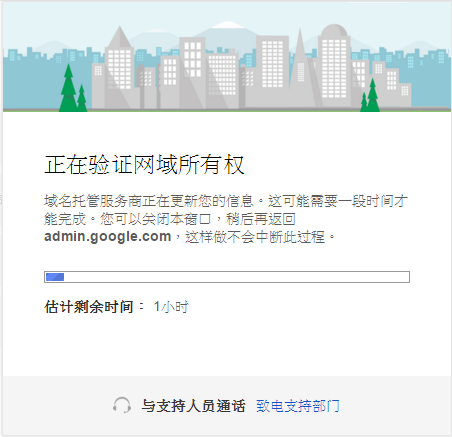 正在验证网域所有权
域名托管服务商正在更新您的信息。这可能需要一段时间才
能完成。您可以关闭本窗口，稍后再返回
admin.google.com，这样做不会中断此过程。
估计剩余时间： 1小时
与支持人员通话 致电支持部门